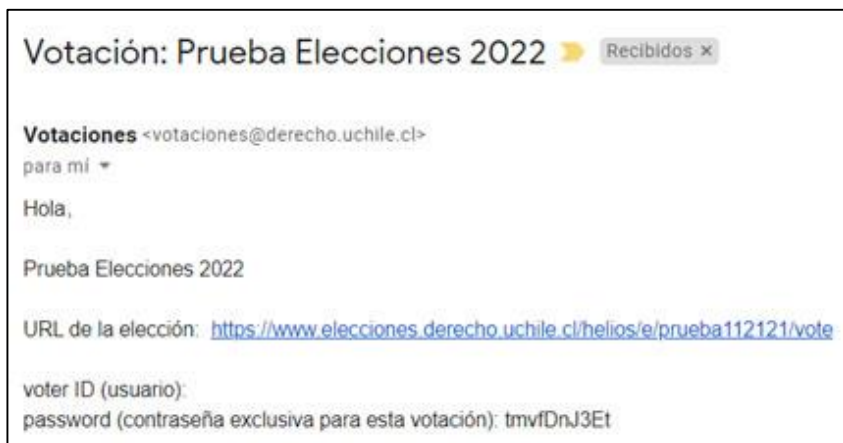 Votación: Prueba Elecciones 2022 Recibidos ×
Votaciones <votaciones@derecho.uchile.cl>
para mí
Hola,
Prueba Elecciones 2022
URL de la elección: https://www.elecciones.derecho.uchile.cl/helios/e/prueba112121/vote
voter ID (usuario):
password (contraseña exclusiva para esta votación): tmvfDnJ3Et